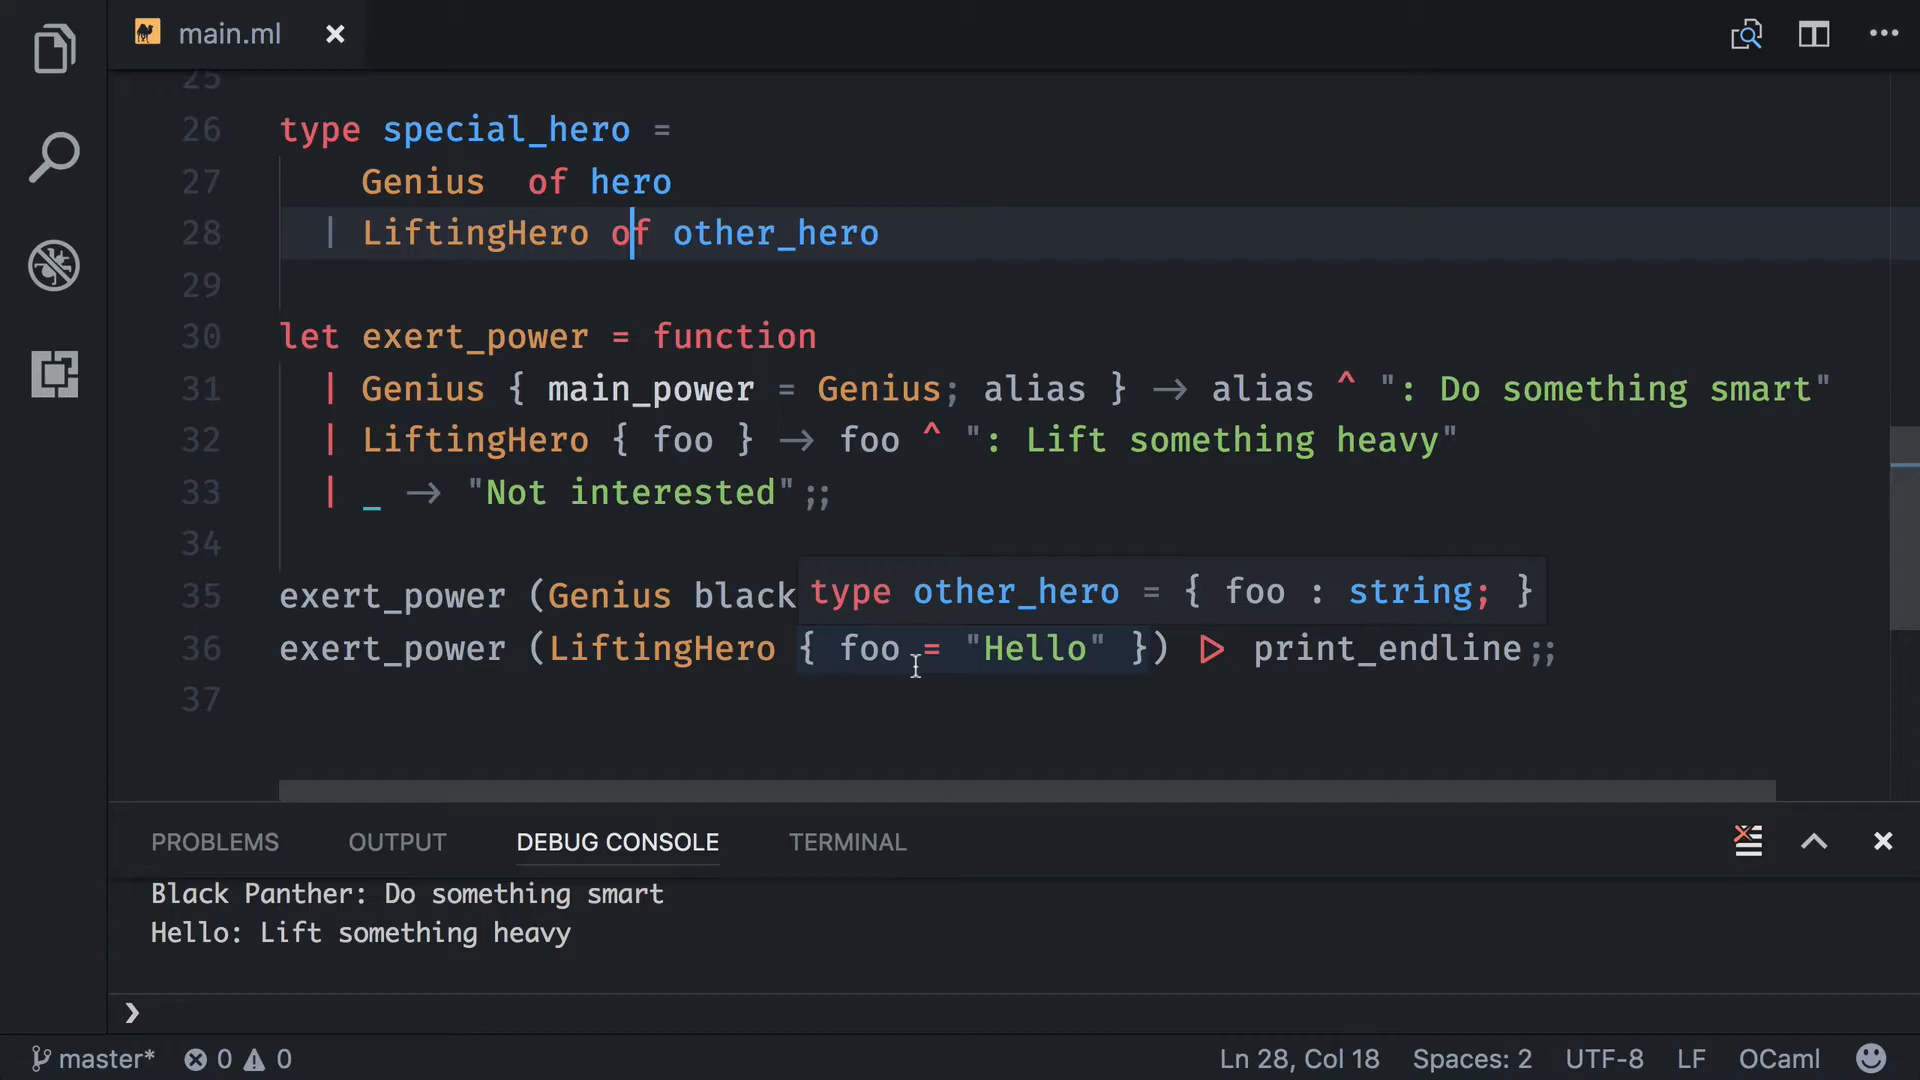 main.ml
25
26 type special_hero =
27 Genius of hero
28 | LiftingHero of other_hero
29
30 let exert_power = function
31 | Genius { main_power = Genius; alias } -> alias ^ ": Do something smart"
32 | LiftingHero { foo } -> foo ^ ": Lift something heavy"
33 | _ -> "Not interested";;
34
type other_hero = { foo : string; }
35 exert_power (Genius black
36 exert_power (LiftingHero { foo = "Hello" }) |> print_endline;;
37
PROBLEMS OUTPUT DEBUG CONSOLE TERMINAL
Black Panther: Do something smart
Hello: Lift something heavy
master* 0 0 Ln 28, Col 18 Spaces: 2 UTF-8 LF OCaml